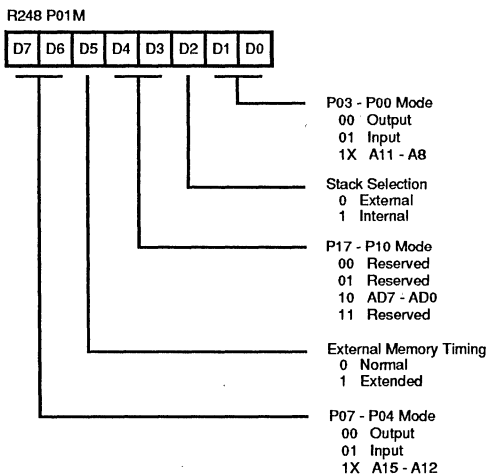 R248 P01M
D7 D6 D5 D4 D3 D2 D1 D0
P03 - P00 Mode
00 Output
01 Input
1X A11 - A8
Stack Selection
0 External
1 Internal
P17 - P10 Mode
00 Reserved
01 Reserved
10 AD7 - AD0
11 Reserved
External Memory Timing
0 Normal
1 Extended
P07 - P04 Mode
00 Output
01 Input
1X A15 - A12